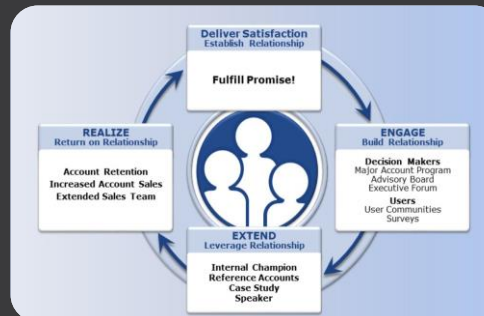 Deliver Satisfaction
Establish Relationship
Fulfill Promise!
ENGAGE
Build Relationship
Decision Makers
Major Account Program
Advisory Board
Executive Forum
Users
User Communities
Surveys
EXTEND
Leverage Relationship
Internal Champion
Reference Accounts
Case Study
Speaker
REALIZE
Return on Relationship
Account Retention
Increased Account Sales
Extended Sales Team